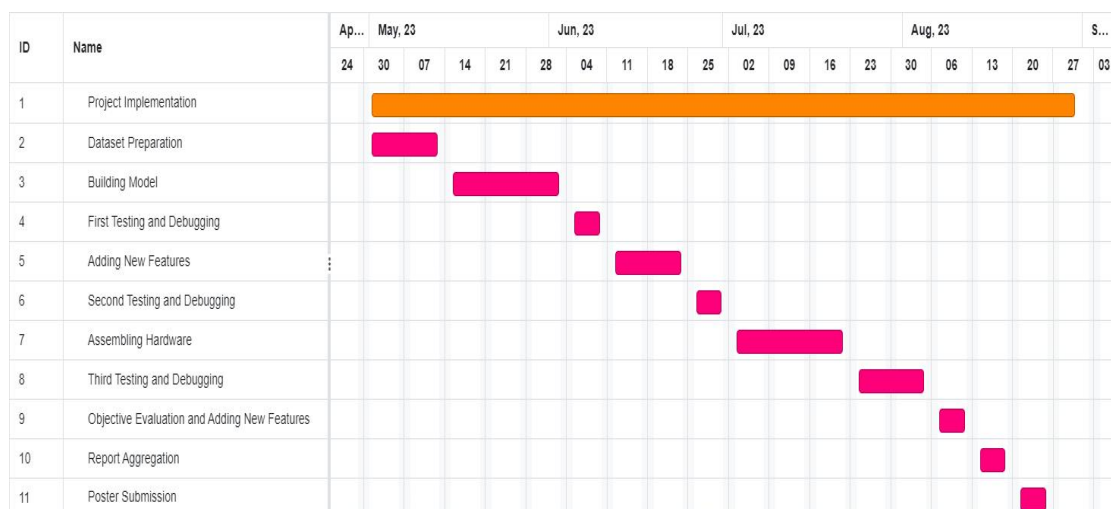 ID Name Ap... May, 23 Jun, 23 Jul, 23 Aug, 23 S...
24 30 07 14 21 28 04 11 18 25 02 09 16 23 30 06 13 20 27 03
1 Project Implementation
2 Dataset Preparation
3 Building Model
4 First Testing and Debugging
5 Adding New Features
6 Second Testing and Debugging
7 Assembling Hardware
8 Third Testing and Debugging
9 Objective Evaluation and Adding New Features
10 Report Aggregation
11 Poster Submission